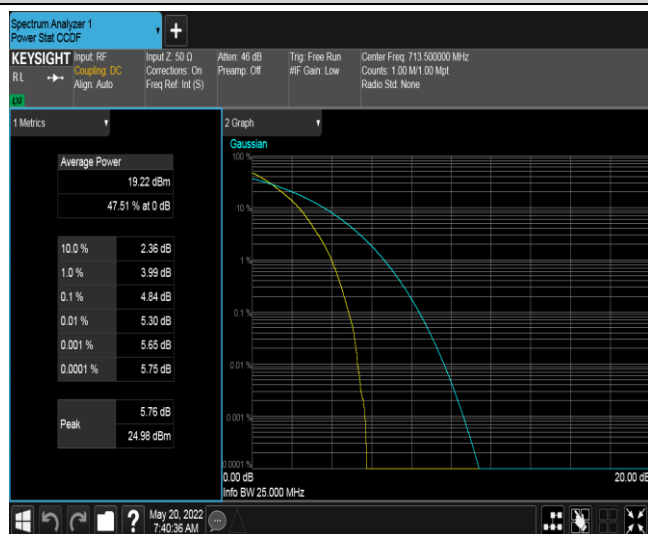 Spectrum Analyzer 1
Power Stat CCDF
+
KEYSIGHT
RL
LXI
Input: RF
Coupling: DC
Align: Auto
Input Z: 50 Ω
Corrections: On
Freq Ref: Int (S)
Atten: 46 dB
Preamp: Off
Trig: Free Run
#IF Gain: Low
Center Freq: 713.500000 MHz
Counts: 1.00 M/1.00 Mpt
Radio Std: None
1 Metrics
Average Power
19.22 dBm
47.51 % at 0 dB
10.0 % 2.36 dB
1.0 % 3.99 dB
0.1 % 4.84 dB
0.01 % 5.30 dB
0.001 % 5.65 dB
0.0001 % 5.75 dB
Peak
5.76 dB
24.98 dBm
2 Graph
Gaussian
100 %
10 %
1 %
0.1 %
0.01 %
0.001 %
0.0001 %
0.00 dB
20.00 dB
Info BW 25.000 MHz
?
May 20, 2022
7:40:36 AM